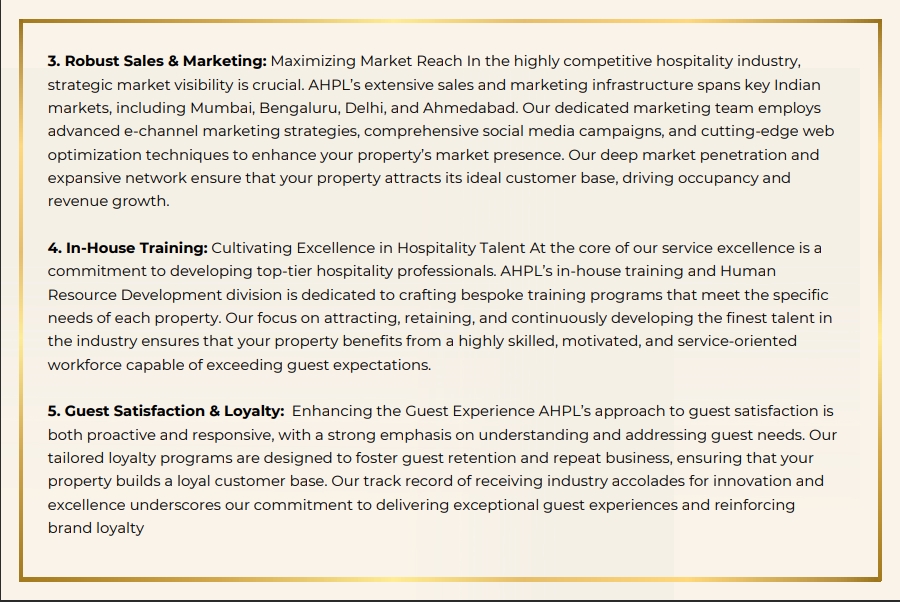 3. Robust Sales & Marketing: Maximizing Market Reach In the highly competitive hospitality industry,
strategic market visibility is crucial. AHPL’s extensive sales and marketing infrastructure spans key Indian
markets, including Mumbai, Bengaluru, Delhi, and Ahmedabad. Our dedicated marketing team employs
advanced e-channel marketing strategies, comprehensive social media campaigns, and cutting-edge web
optimization techniques to enhance your property’s market presence. Our deep market penetration and
expansive network ensure that your property attracts its ideal customer base, driving occupancy and
revenue growth.
4. In-House Training: Cultivating Excellence in Hospitality Talent At the core of our service excellence is a
commitment to developing top-tier hospitality professionals. AHPL’s in-house training and Human
Resource Development division is dedicated to crafting bespoke training programs that meet the specific
needs of each property. Our focus on attracting, retaining, and continuously developing the finest talent in
the industry ensures that your property benefits from a highly skilled, motivated, and service-oriented
workforce capable of exceeding guest expectations.
5. Guest Satisfaction & Loyalty: Enhancing the Guest Experience AHPL’s approach to guest satisfaction is
both proactive and responsive, with a strong emphasis on understanding and addressing guest needs. Our
tailored loyalty programs are designed to foster guest retention and repeat business, ensuring that your
property builds a loyal customer base. Our track record of receiving industry accolades for innovation and
excellence underscores our commitment to delivering exceptional guest experiences and reinforcing
brand loyalty